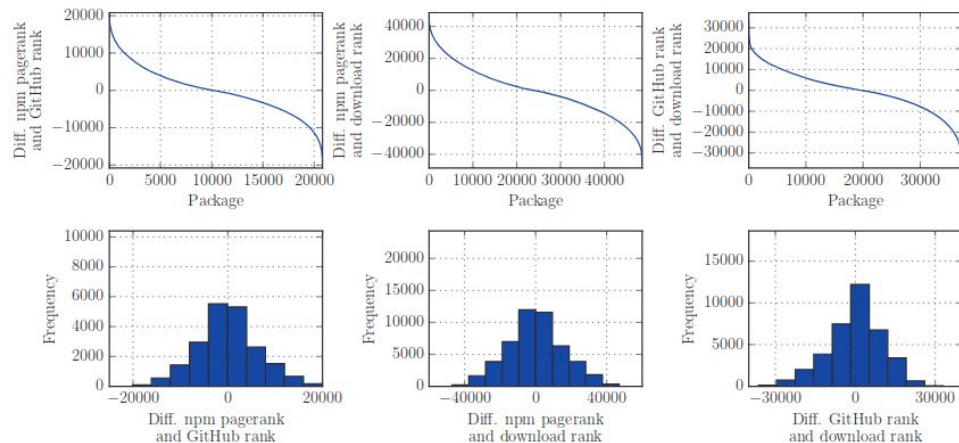 Diff. npm pagerank
and GitHub rank
20000
10000
0
−10000
−20000
0 5000 10000 15000 20000
Package
Diff. npm pagerank
and download rank
40000
20000
0
−20000
−40000
0 10000 20000 30000 40000
Package
Diff. GitHub rank
and download rank
30000
20000
10000
0
−10000
−20000
−30000
0 10000 20000 30000
Package
Frequency
10000
8000
6000
4000
2000
0
−20000 0 20000
Diff. npm pagerank
and GitHub rank
Frequency
20000
15000
10000
5000
0
−40000 0 40000
Diff. npm pagerank
and download rank
Frequency
15000
10000
5000
0
−30000 0 30000
Diff. GitHub rank
and download rank